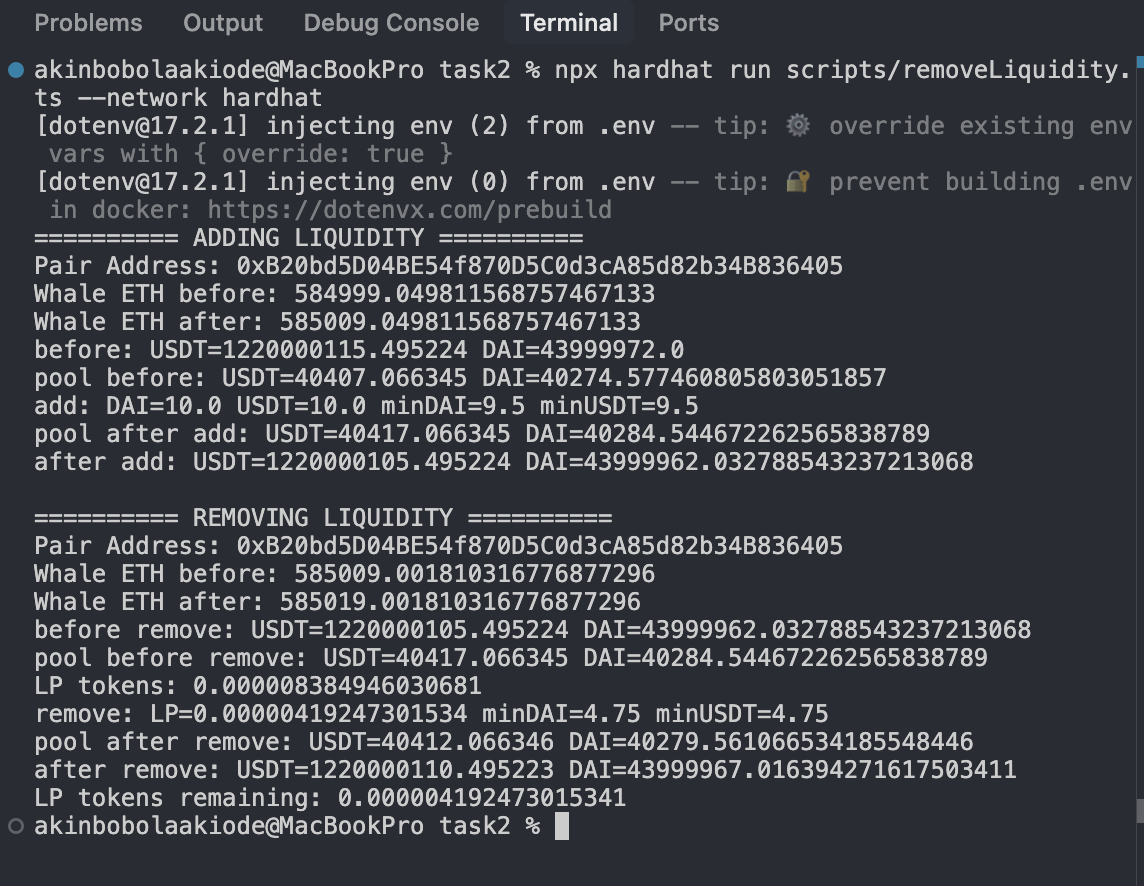 Problems Output Debug Console Terminal Ports
akinbobolaakiode@MacBookPro task2 % npx hardhat run scripts/removeLiquidity.
ts --network hardhat
[dotenv@17.2.1] injecting env (2) from .env -- tip: ⚙️ override existing env
vars with { override: true }
[dotenv@17.2.1] injecting env (0) from .env -- tip: 🔐 prevent building .env
in docker: https://dotenvx.com/prebuild
========== ADDING LIQUIDITY ==========
Pair Address: 0xB20bd5D04BE54f870D5C0d3cA85d82b34B836405
Whale ETH before: 584999.049811568757467133
Whale ETH after: 585009.049811568757467133
before: USDT=1220000115.495224 DAI=43999972.0
pool before: USDT=40407.066345 DAI=40274.577460805803051857
add: DAI=10.0 USDT=10.0 minDAI=9.5 minUSDT=9.5
pool after add: USDT=40417.066345 DAI=40284.544672262565838789
after add: USDT=1220000105.495224 DAI=43999962.032788543237213068
========== REMOVING LIQUIDITY ==========
Pair Address: 0xB20bd5D04BE54f870D5C0d3cA85d82b34B836405
Whale ETH before: 585009.001810316776877296
Whale ETH after: 585019.001810316776877296
before remove: USDT=1220000105.495224 DAI=43999962.032788543237213068
pool before remove: USDT=40417.066345 DAI=40284.544672262565838789
LP tokens: 0.000008384946030681
remove: LP=0.00000419247301534 minDAI=4.75 minUSDT=4.75
pool after remove: USDT=40412.066346 DAI=40279.561066534185548446
after remove: USDT=1220000110.495223 DAI=43999967.016394271617503411
LP tokens remaining: 0.000004192473015341
akinbobolaakiode@MacBookPro task2 %